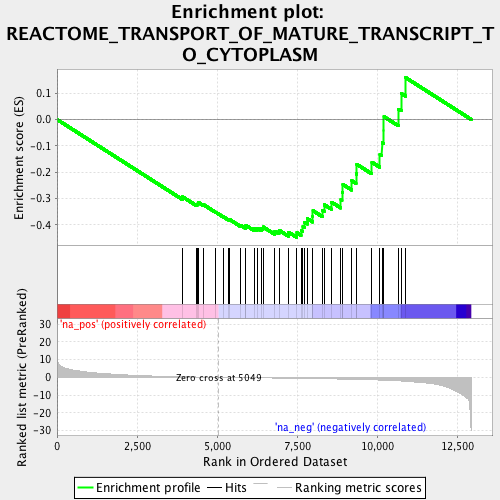 Enrichment plot:
REACTOME_TRANSPORT_OF_MATURE_TRANSCRIPT_T
O_CYTOPLASM
Enrichment score (ES)
0.1
0.0
-0.1
-0.2
-0.3
-0.4
'na_pos' (positively correlated)
Ranked list metric (PreRanked)
30
20
10
0
-10
-20
-30
Zero cross at 5049
'na_neg' (negatively correlated)
0
2,500
5,000
7,500
10,000
12,500
Rank in Ordered Dataset
Enrichment profile
Hits
Ranking metric scores